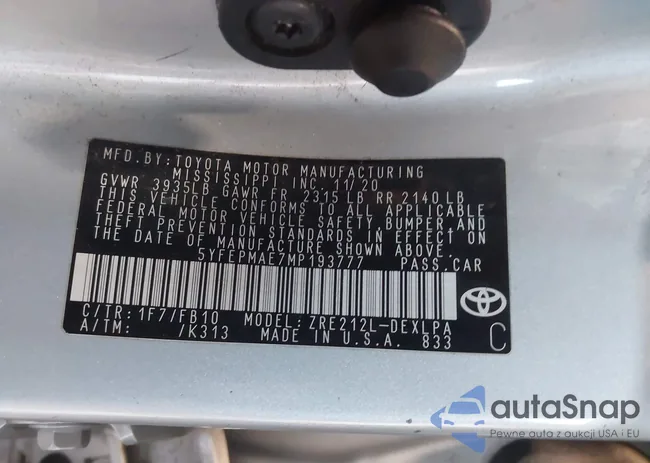 MFD.BY:TOYOTA MOTOR MANUFACTURING
MISSISSIPPI INC. 11/20
GVWR 3935LB GAWR FR 2315 LB RR 2140 LB
THIS VEHICLE CONFORMS TO ALL APPLICABLE
FEDERAL MOTOR VEHICLE SAFETY,BUMPER,AND
THEFT PREVENTION STANDARDS IN EFFECT ON
THE DATE OF MANUFACTURE SHOWN ABOVE.
5YFEPMAE7MP193777 PASS.CAR
C/TR:1F7/FB10 MODEL:ZRE212L-DEXLPA
A/TM: /K313 MADE IN U.S.A. 833
C
autaSnap
Pewne auta z aukcji USA i EU